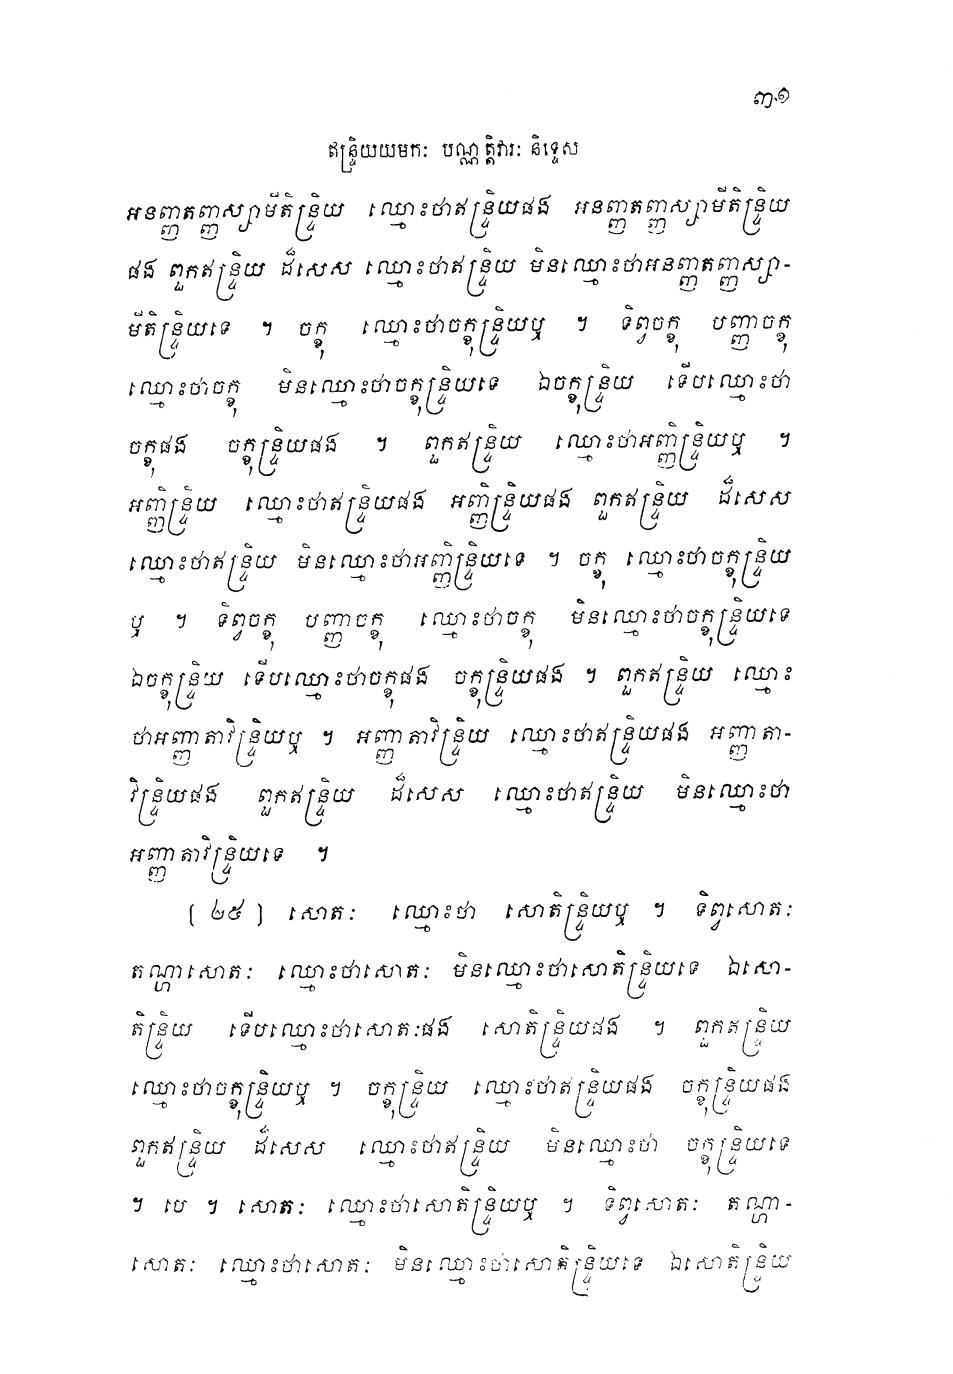 ៣១
ឥន្ទ្រិយយមកៈ បណ្ណត្តិវារៈ និទ្ទេស
អនញ្ញតញ្ញស្សាមីតិន្ទ្រិយ ឈ្មោះថាឥន្ទ្រិយផង អនញ្ញតញ្ញស្សាមីតិន្ទ្រិយ
ផង ពួកឥន្ទ្រិយ ដ៏សេស ឈ្មោះថាឥន្ទ្រិយ មិនឈ្មោះថាអនញ្ញតញ្ញស្សា-
មីតិន្ទ្រិយទេ ។ ចក្ខុ ឈ្មោះថាចក្ខុន្ទ្រិយឬ ។ ទិព្វចក្ខុ បញ្ញាចក្ខុ
ឈ្មោះថាចក្ខុ មិនឈ្មោះថាចក្ខុន្ទ្រិយទេ ឯចក្ខុន្ទ្រិយ ទើបឈ្មោះថា
ចក្ខុផង ចក្ខុន្ទ្រិយផង ។ ពួកឥន្ទ្រិយ ឈ្មោះថាអញ្ញិន្ទ្រិយឬ ។
អញ្ញិន្ទ្រិយ ឈ្មោះថាឥន្ទ្រិយផង អញ្ញិន្ទ្រិយផង ពួកឥន្ទ្រិយ ដ៏សេស
ឈ្មោះថាឥន្ទ្រិយ មិនឈ្មោះថាអញ្ញិន្ទ្រិយទេ ។ ចក្ខុ ឈ្មោះថាចក្ខុន្ទ្រិយ
ឬ ។ ទិព្វចក្ខុ បញ្ញាចក្ខុ ឈ្មោះថាចក្ខុ មិនឈ្មោះថាចក្ខុន្ទ្រិយទេ
ឯចក្ខុន្ទ្រិយ ទើបឈ្មោះថាចក្ខុផង ចក្ខុន្ទ្រិយផង ។ ពួកឥន្ទ្រិយ ឈ្មោះ
ថាអញ្ញាតាវិន្ទ្រិយឬ ។ អញ្ញាតាវិន្ទ្រិយ ឈ្មោះថាឥន្ទ្រិយផង អញ្ញាតា-
វិន្ទ្រិយផង ពួកឥន្ទ្រិយ ដ៏សេស ឈ្មោះថាឥន្ទ្រិយ មិនឈ្មោះថា
អញ្ញាតាវិន្ទ្រិយទេ ។
[ ២៥ ] សោតៈ ឈ្មោះថា សោតិន្ទ្រិយឬ ។ ទិព្វសោតៈ
តណ្ហាសោតៈ ឈ្មោះថាសោតៈ មិនឈ្មោះថាសោតិន្ទ្រិយទេ ឯសោ-
តិន្ទ្រិយ ទើបឈ្មោះថាសោតៈផង សោតិន្ទ្រិយផង ។ ពួកឥន្ទ្រិយ
ឈ្មោះថាចក្ខុន្ទ្រិយឬ ។ ចក្ខុន្ទ្រិយ ឈ្មោះថាឥន្ទ្រិយផង ចក្ខុន្ទ្រិយផង
ពួកឥន្ទ្រិយ ដ៏សេស ឈ្មោះថាឥន្ទ្រិយ មិនឈ្មោះថា ចក្ខុន្ទ្រិយទេ
។ បេ ។ សោតៈ ឈ្មោះថាសោតិន្ទ្រិយឬ ។ ទិព្វសោតៈ តណ្ហា-
សោតៈ ឈ្មោះថាសោតៈ មិនឈ្មោះថាសោតិន្ទ្រិយទេ ឯសោតិន្ទ្រិយ